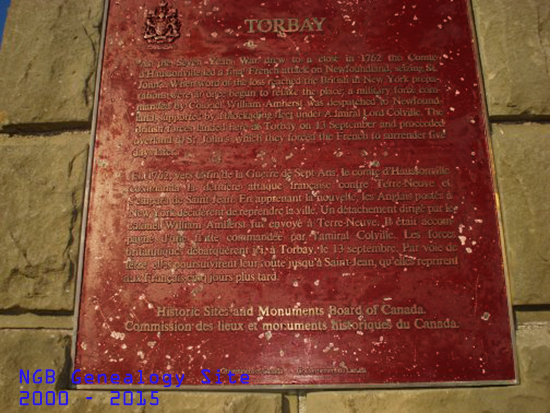 TORBAY
As the Seven Years War drew to a close in 1762 the Comte
d'Haussonville led a final French attack on Newfoundland, seizing St.
John's. When word of the loss reached the British in New York prepa-
rations were begun to retake the place; a military force com-
manded by Colonel William Amherst was despatched to Newfound-
land supported by a blockading fleet under Admiral Lord Colville. The
British forces landed here at Torbay on 13 September and proceeded
overland to St. John's, which they forced the French to surrender five
days later.
En 1762, vers la fin de la Guerre de Sept Ans, le comte d'Haussonville
commanda la dernière attaque française contre Terre-Neuve et
s'empara de Saint-Jean. En apprenant la nouvelle, les Anglais postés à
New York décidèrent de reprendre la ville. Un détachement dirigé par le
colonel William Amherst fut envoyé à Terre-Neuve. Il était accom-
pagné d'une flotte commandée par l'amiral Colville. Les forces
britanniques débarquèrent ici, à Torbay, le 13 septembre. Par voie de
terre, elles poursuivirent leur route jusqu'à Saint-Jean, qu'elles reprirent
aux Français cinq jours plus tard.
Historic Sites and Monuments Board of Canada.
Commission des lieux et monuments historiques du Canada.
NGB Genealogy Site
2000 - 2015